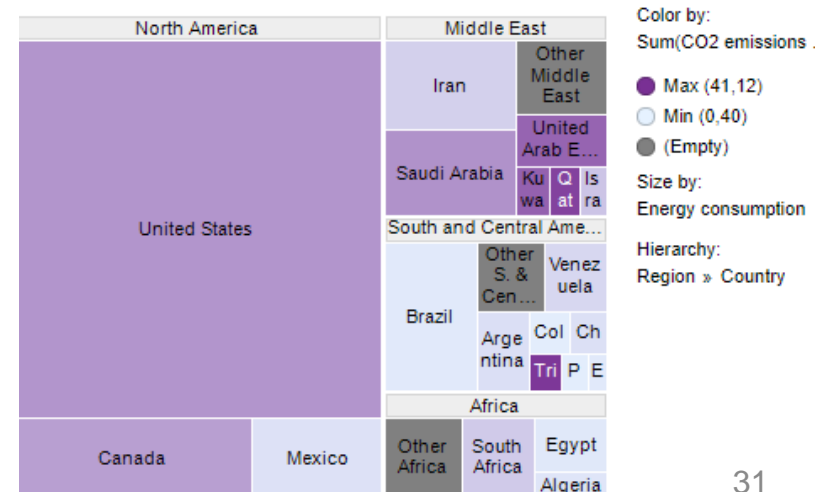 North America
United States
Canada
Mexico
Middle East
Iran
Other
Middle
East
Saudi Arabia
United
Arab E...
Ku
wa
Q
at
Is
ra
South and Central Ame...
Brazil
Other
S. &
Cen...
Venez
uela
Arge
ntina
Col
Ch
Tri
P
E
Africa
Other
Africa
South
Africa
Egypt
Algeria
Color by:
Sum(CO2 emissions .
Max (41,12)
Min (0,40)
(Empty)
Size by:
Energy consumption
Hierarchy:
Region » Country
31